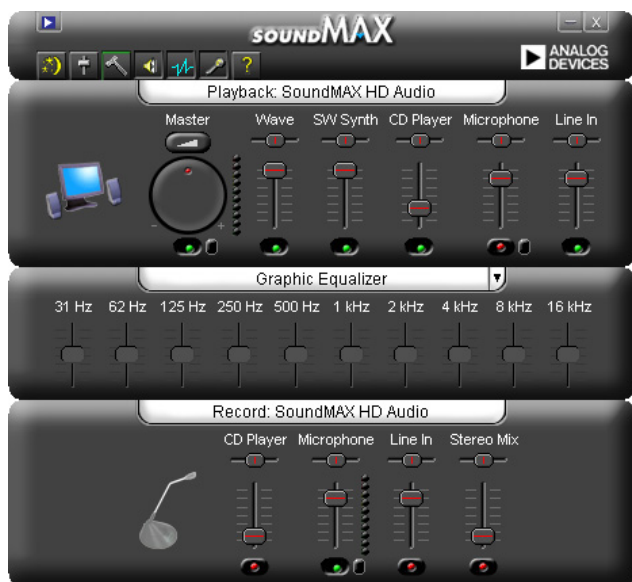 SOUNDMAX
ANALOG
DEVICES
?
Playback: SoundMAX HD Audio
Master Wave SW Synth CD Player Microphone Line In
- +
Graphic Equalizer
31 Hz 62 Hz 125 Hz 250 Hz 500 Hz 1 kHz 2 kHz 4 kHz 8 kHz 16 kHz
Record: SoundMAX HD Audio
CD Player Microphone Line In Stereo Mix